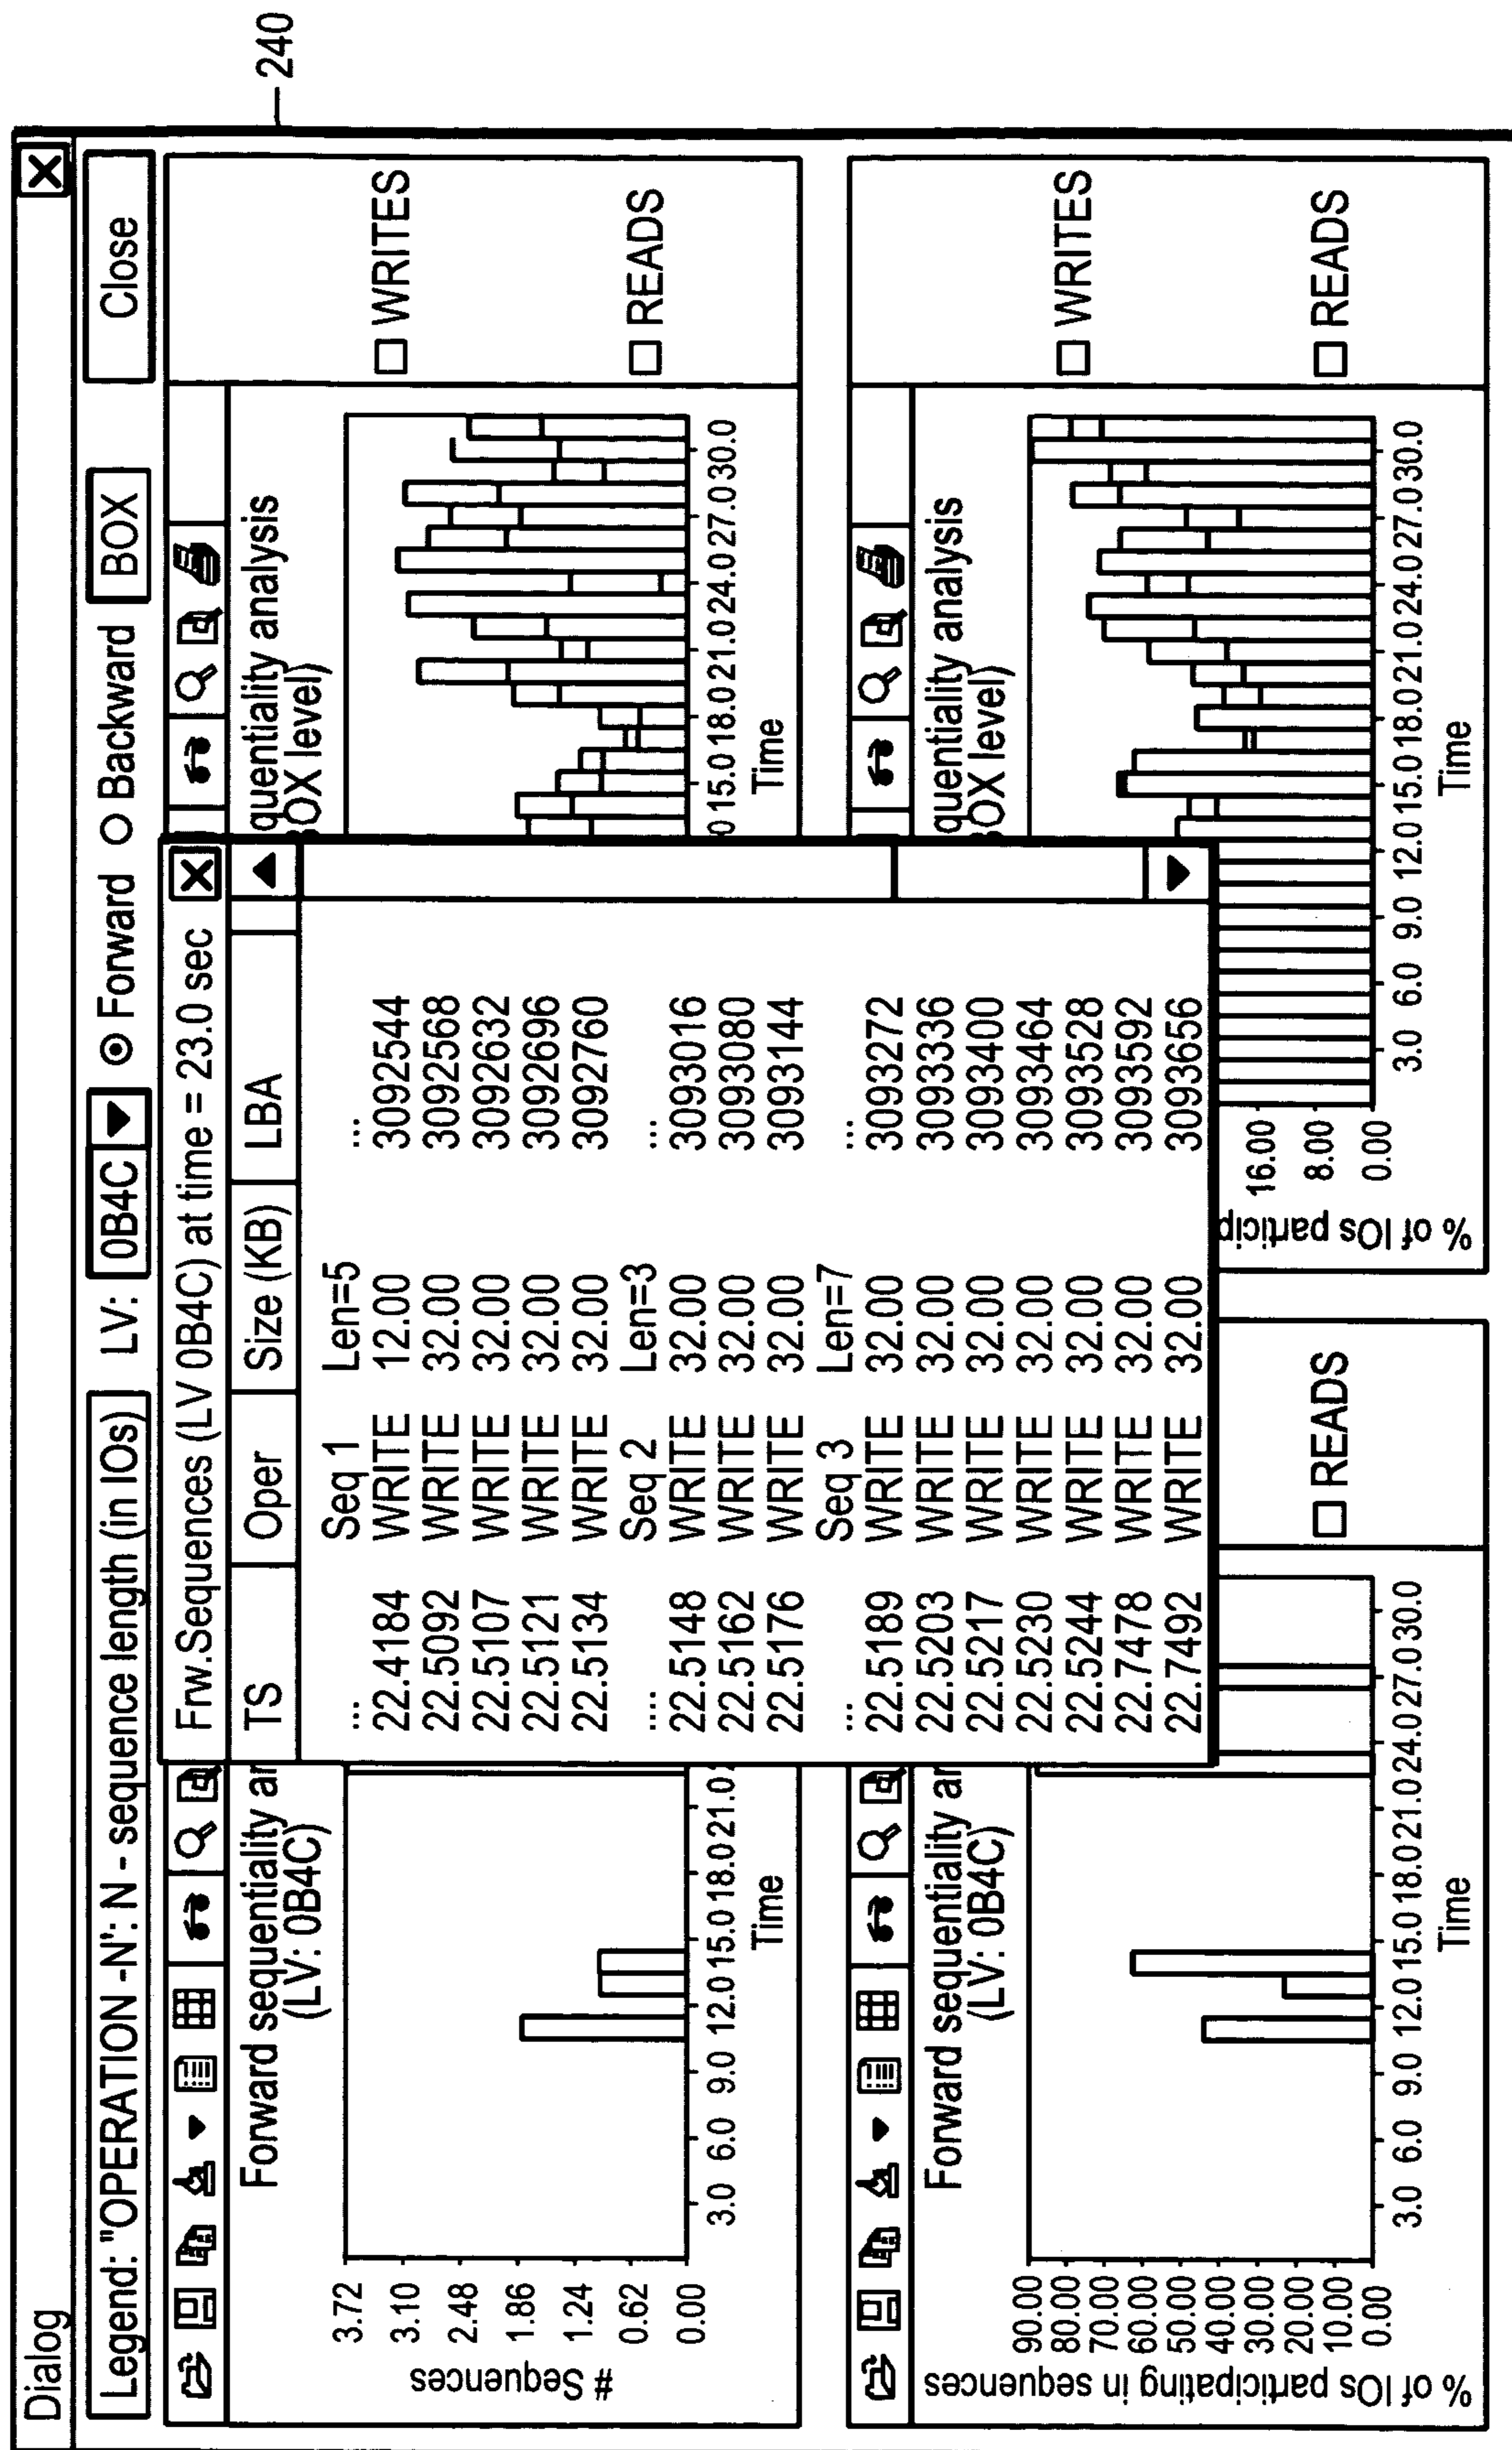 Dialog
Legend: "OPERATION -N': N - sequence length (in IOs) LV: 0B4C Forward Backward BOX Close
240
Forward sequentiality ar
(LV: 0B4C)
# Sequences
3.72
3.10
2.48
1.86
1.24
0.62
0.00
3.0 6.0 9.0 12.0 15.0 18.0 21.0
Time
Frw.Sequences (LV 0B4C) at time = 23.0 sec
TS Oper Size (KB) LBA
... Seq 1 Len=5 ...
22.4184 WRITE 12.00 3092544
22.5092 WRITE 32.00 3092568
22.5107 WRITE 32.00 3092632
22.5121 WRITE 32.00 3092696
22.5134 WRITE 32.00 3092760
.... Seq 2 Len=3 ...
22.5148 WRITE 32.00 3093016
22.5162 WRITE 32.00 3093080
22.5176 WRITE 32.00 3093144
... Seq 3 Len=7 ...
22.5189 WRITE 32.00 3093272
22.5203 WRITE 32.00 3093336
22.5217 WRITE 32.00 3093400
22.5230 WRITE 32.00 3093464
22.5244 WRITE 32.00 3093528
22.7478 WRITE 32.00 3093592
22.7492 WRITE 32.00 3093656
quentiality analysis
OX level)
0 15.0 18.0 21.0 24.0 27.0 30.0
Time
WRITES
READS
Forward sequentiality ar
(LV: 0B4C)
% of IOs participating in sequences
90.00
80.00
70.00
60.00
50.00
40.00
30.00
20.00
10.00
0.00
3.0 6.0 9.0 12.0 15.0 18.0 21.0 24.0 27.0 30.0
Time
READS
quentiality analysis
OX level)
% of IOs particip
16.00
8.00
0.00
3.0 6.0 9.0 12.0 15.0 18.0 21.0 24.0 27.0 30.0
Time
WRITES
READS